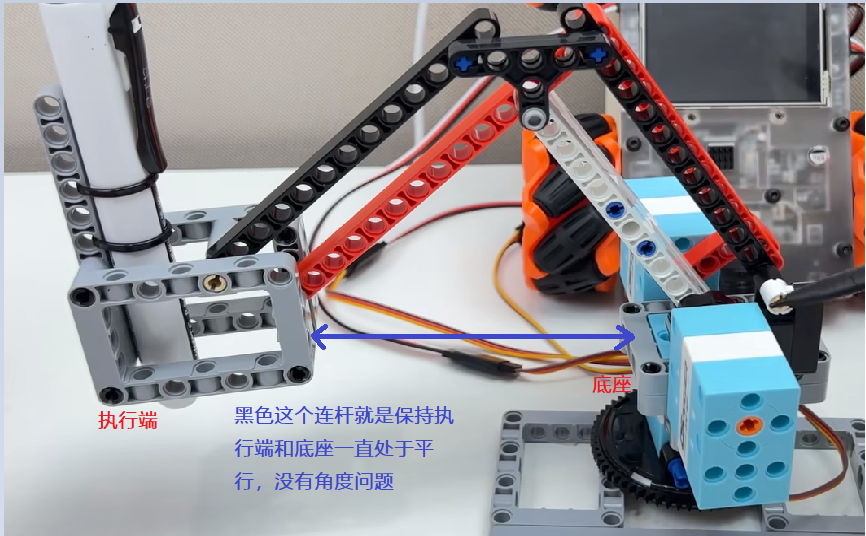 底座
执行端
黑色这个连杆就是保持执
行端和底座一直处于平
行，没有角度问题